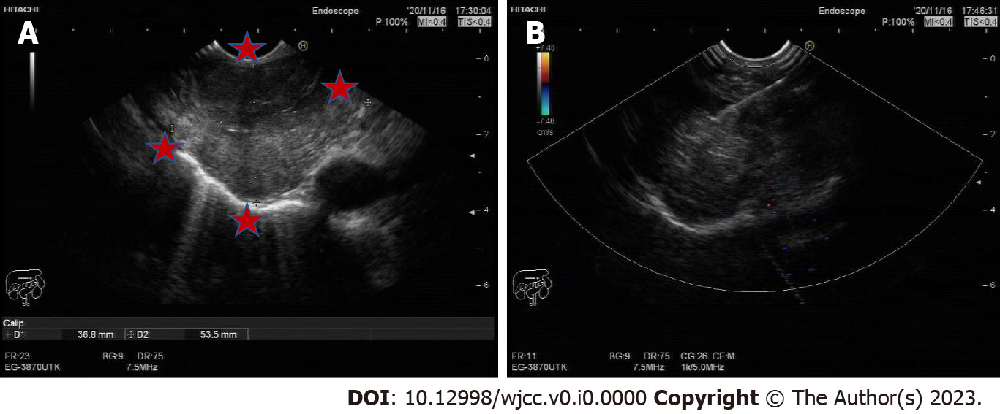 HITACHI
A
Endoscope
'20/11/16
17:30:04
P:100%
MI<0.4
TIS<0.4
H
0
2
4
6
Calip
D1 36.8 mm D2 53.5 mm
FR:23 BG:9 DR:75
EG-3870UTK 7.5MHz
HITACHI
B
Endoscope
'20/11/16
17:46:31
P:100%
MI<0.4
TIS<0.4
H
+7.46
-7.46
cm/s
0
2
4
6
FR:11 BG:9 DR:75 CG:26 CF:M
EG-3870UTK 7.5MHz 1k/5.0MHz
DOI: 10.12998/wjcc.v0.i0.0000 Copyright © The Author(s) 2023.